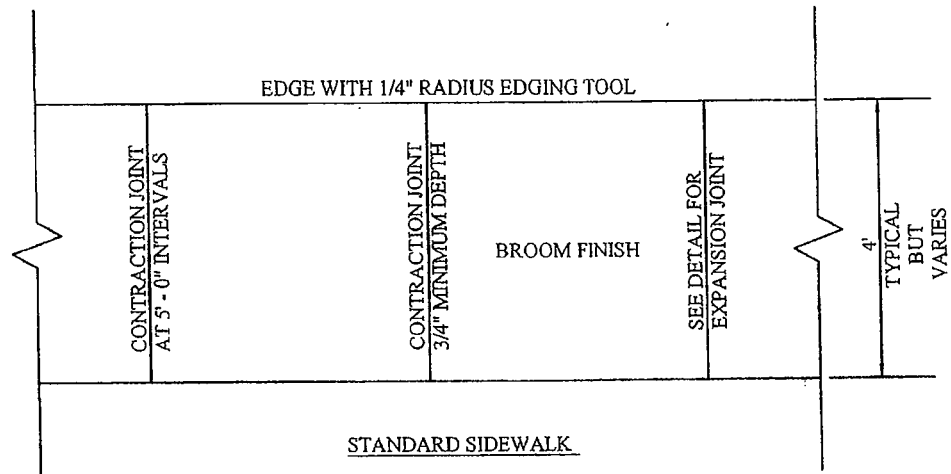 EDGE WITH 1/4" RADIUS EDGING TOOL
CONTRACTION JOINT
AT 5' - 0" INTERVALS
CONTRACTION JOINT
3/4" MINIMUM DEPTH
BROOM FINISH
SEE DETAIL FOR
EXPANSION JOINT
4'
TYPICAL
BUT
VARIES
STANDARD SIDEWALK